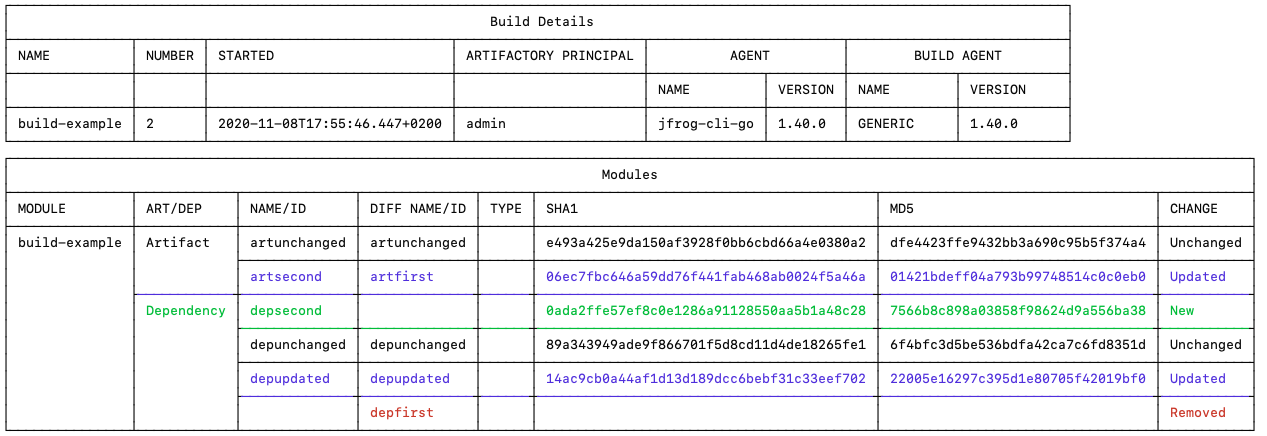 Build Details
NAME NUMBER STARTED ARTIFACTORY PRINCIPAL AGENT BUILD AGENT
NAME VERSION NAME VERSION
build-example 2 2020-11-08T17:55:46.447+0200 admin jfrog-cli-go 1.40.0 GENERIC 1.40.0
Modules
MODULE ART/DEP NAME/ID DIFF NAME/ID TYPE SHA1 MD5 CHANGE
build-example Artifact artunchanged artunchanged e493a425e9da150af3928f0bb6cbd66a4e0380a2 dfe4423ffe9432bb3a690c95b5f374a4 Unchanged
artsecond artfirst 06ec7fbc646a59dd76f441fab468ab0024f5a46a 01421bdeff04a793b99748514c0c0eb0 Updated
Dependency depsecond 0ada2ffe57ef8c0e1286a91128550aa5b1a48c28 7566b8c898a03858f98624d9a556ba38 New
depunchanged depunchanged 89a343949ade9f866701f5d8cd11d4de18265fe1 6f4bfc3d5be536bdfa42ca7c6fd8351d Unchanged
depupdated depupdated 14ac9cb0a44af1d13d189dcc6bebf31c33eef702 22005e16297c395d1e80705f42019bf0 Updated
depfirst Removed